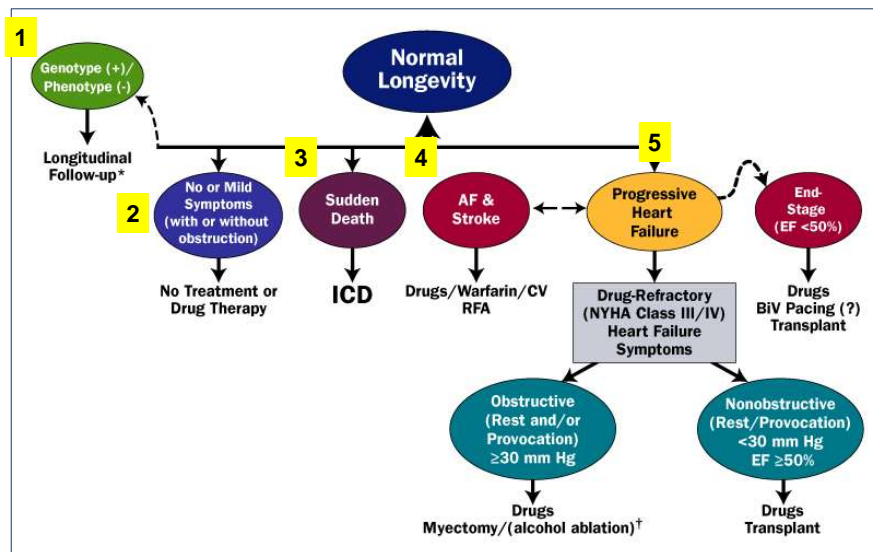 1
Genotype (+)/
Phenotype (-)
Longitudinal
Follow-up*
Normal
Longevity
2
No or Mild
Symptoms
(with or without
obstruction)
No Treatment or
Drug Therapy
3
Sudden
Death
ICD
4
AF &
Stroke
Drugs/Warfarin/CV
RFA
5
Progressive
Heart
Failure
End-
Stage
(EF <50%)
Drugs
BiV Pacing (?)
Transplant
Drug-Refractory
(NYHA Class III/IV)
Heart Failure
Symptoms
Obstructive
(Rest and/or
Provocation)
≥30 mm Hg
Drugs
Myectomy/(alcohol ablation)†
Nonobstructive
(Rest/Provocation)
<30 mm Hg
EF ≥50%
Drugs
Transplant